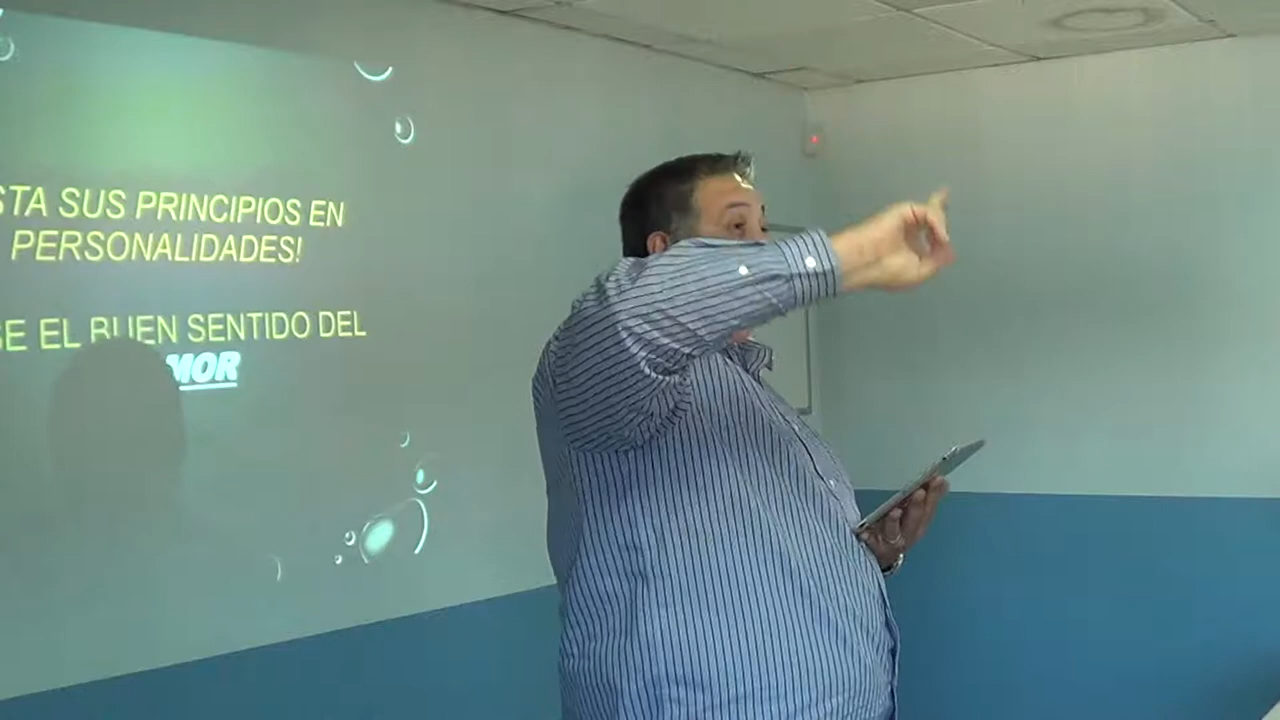 STA SUS PRINCIPIOS EN
PERSONALIDADES!
SE EL BUEN SENTIDO DEL
MOR